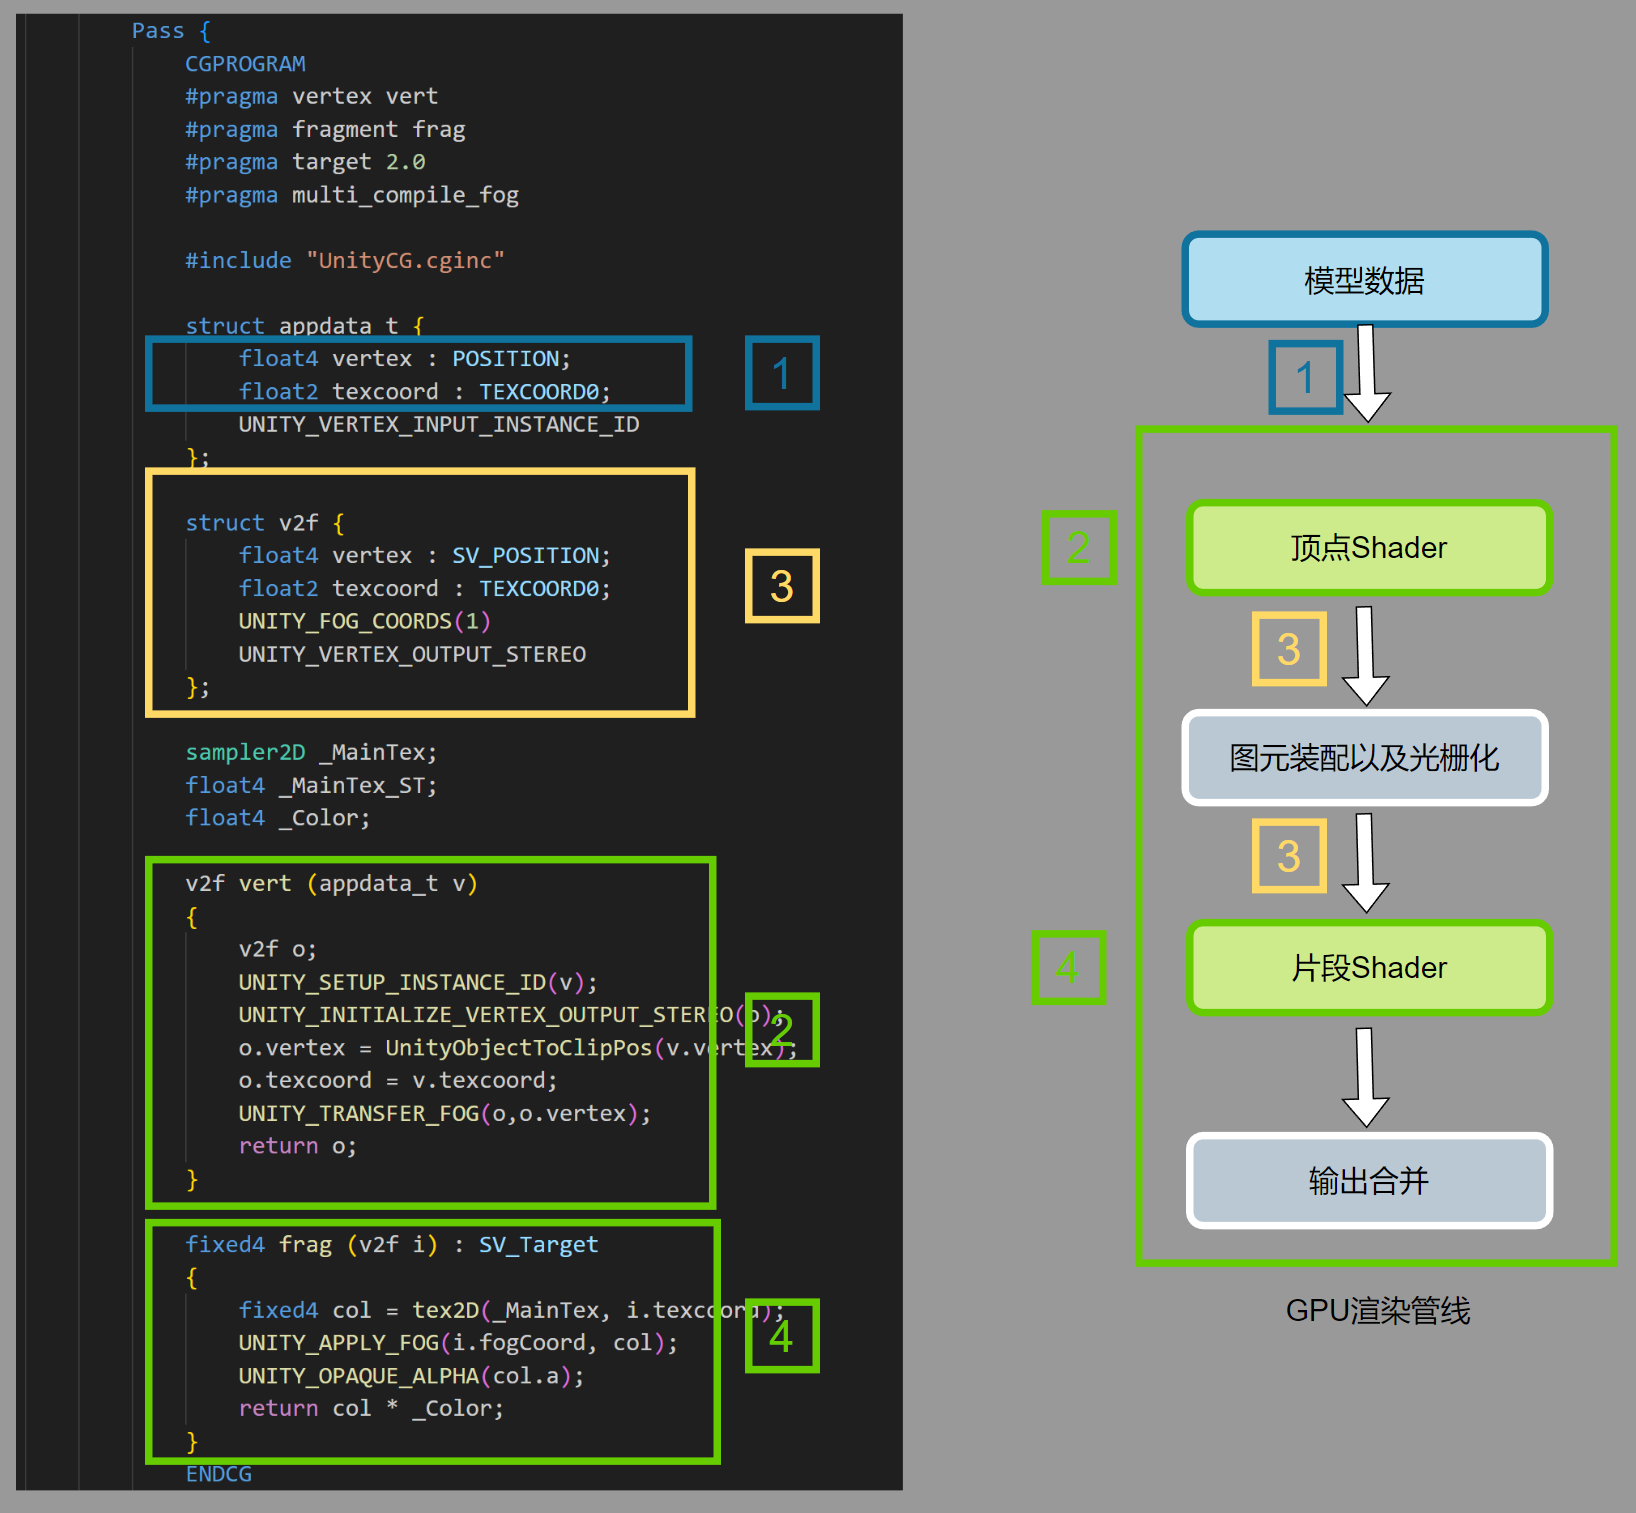 Pass {
CGPROGRAM
#pragma vertex vert
#pragma fragment frag
#pragma target 2.0
#pragma multi_compile_fog
#include "UnityCG.cginc"
struct appdata_t {
float4 vertex : POSITION;
float2 texcoord : TEXCOORD0;
1
UNITY_VERTEX_INPUT_INSTANCE_ID
};
struct v2f {
float4 vertex : SV_POSITION;
float2 texcoord : TEXCOORD0;
3
UNITY_FOG_COORDS(1)
UNITY_VERTEX_OUTPUT_STEREO
};
sampler2D _MainTex;
float4 _MainTex_ST;
float4 _Color;
v2f vert (appdata_t v)
{
v2f o;
UNITY_SETUP_INSTANCE_ID(v);
UNITY_INITIALIZE_VERTEX_OUTPUT_STEREO(o);
2
o.vertex = UnityObjectToClipPos(v.vertex);
o.texcoord = v.texcoord;
UNITY_TRANSFER_FOG(o,o.vertex);
return o;
}
fixed4 frag (v2f i) : SV_Target
{
fixed4 col = tex2D(_MainTex, i.texcoord);
4
UNITY_APPLY_FOG(i.fogCoord, col);
UNITY_OPAQUE_ALPHA(col.a);
return col * _Color;
}
ENDCG
模型数据
1
2
顶点Shader
3
图元装配以及光栅化
3
4
片段Shader
输出合并
GPU渲染管线